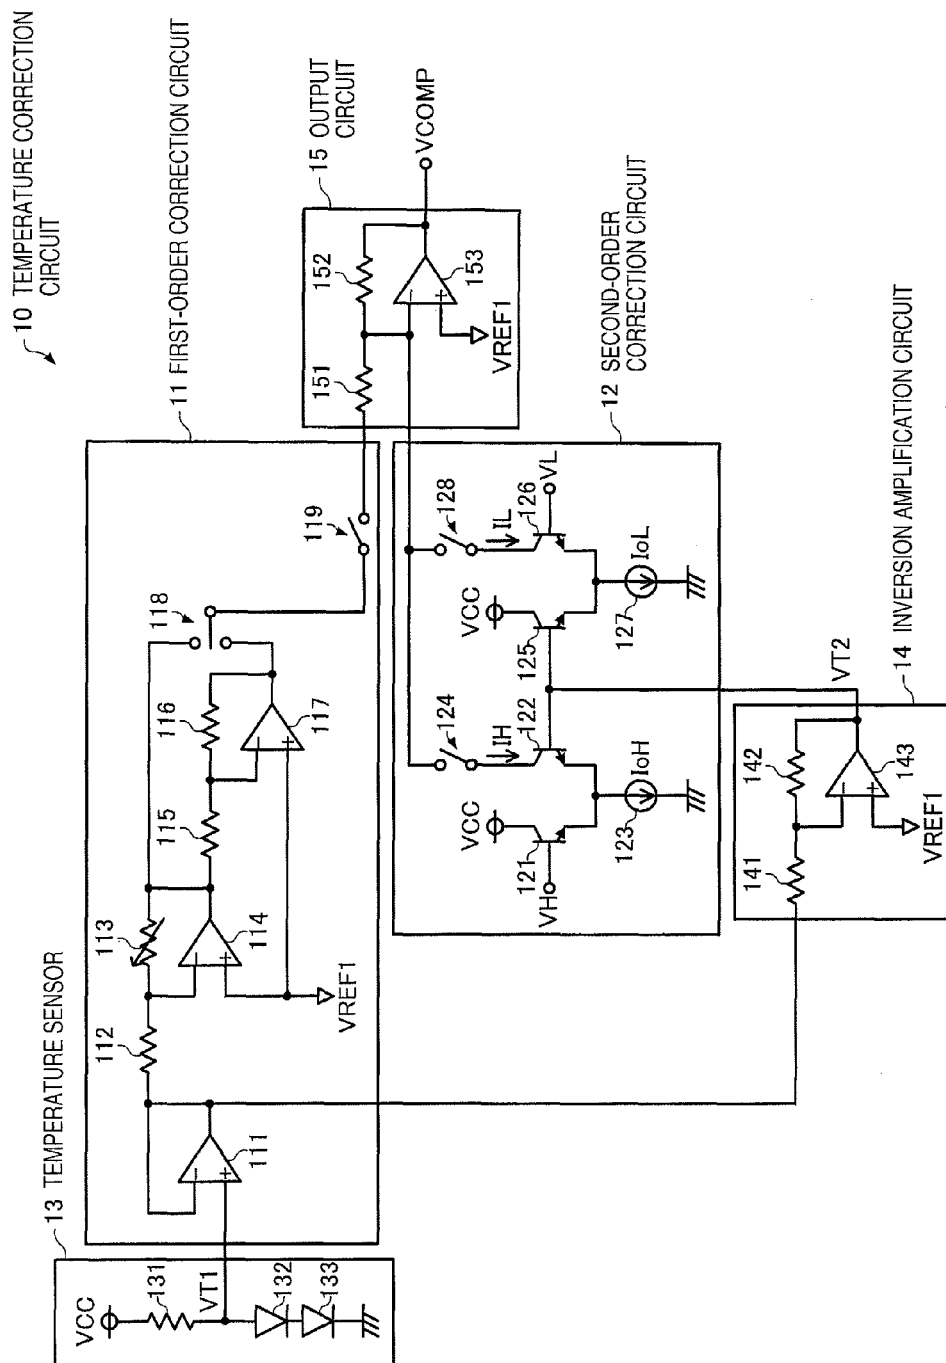 10 TEMPERATURE CORRECTION
CIRCUIT
13 TEMPERATURE SENSOR
VCC
131
VT1
132
133
11 FIRST-ORDER CORRECTION CIRCUIT
111
112
113
114
VREF1
115
116
117
118
119
15 OUTPUT
CIRCUIT
151
152
153
VREF1
VCOMP
12 SECOND-ORDER
CORRECTION CIRCUIT
VH
121
VCC
IH
122
123
IoH
124
VCC
125
IL
126
VL
127
IoL
128
14 INVERSION AMPLIFICATION CIRCUIT
141
142
143
VREF1
VT2
+
−
+
−
+
−
+
−
+
−